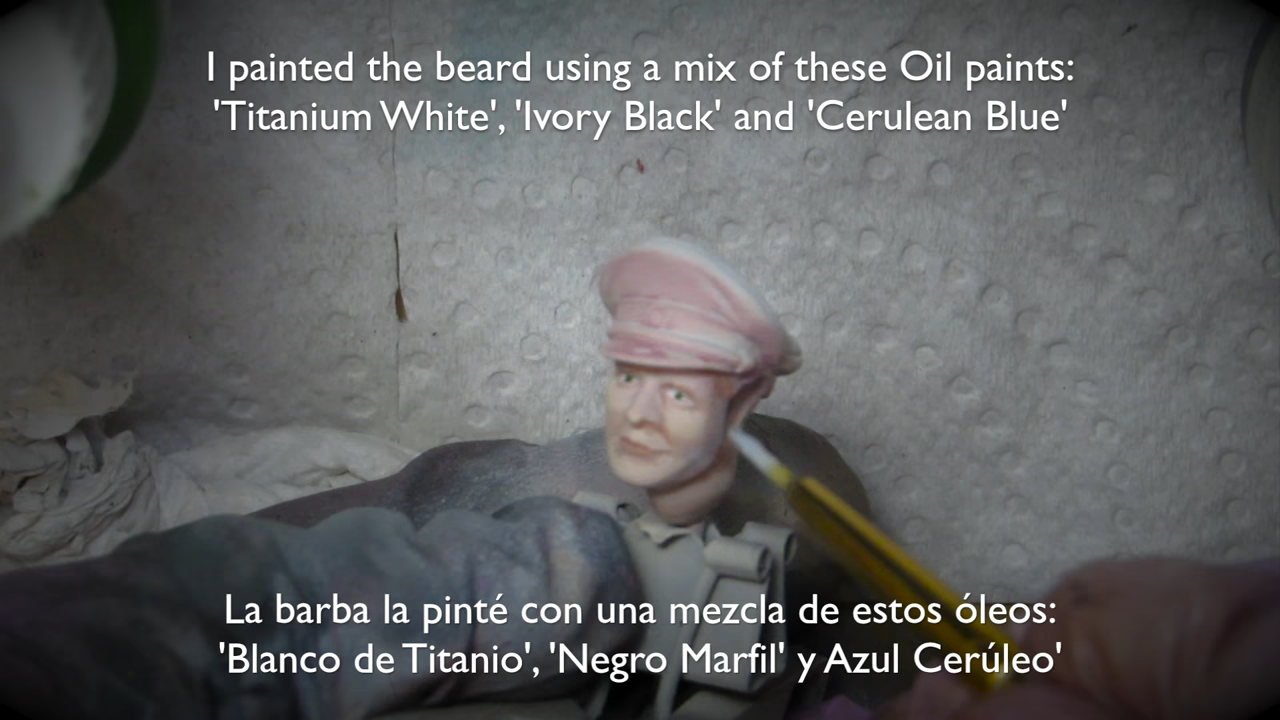 I painted the beard using a mix of these Oil paints:
'Titanium White', 'Ivory Black' and 'Cerulean Blue'
La barba la pinté con una mezcla de estos óleos:
'Blanco de Titanio', 'Negro Marfil' y Azul Cerúleo'